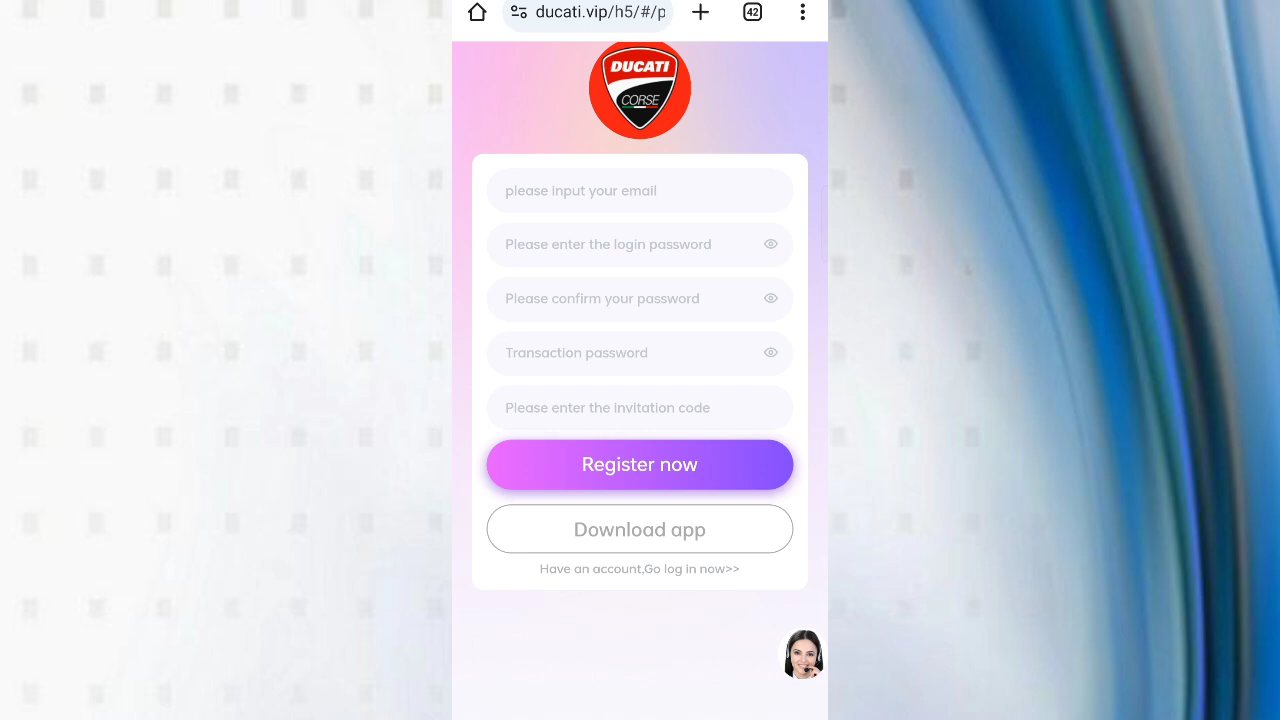 ducati.vip/h5/#/p
42
DUCATI
CORSE
please input your email
Please enter the login password
Please confirm your password
Transaction password
Please enter the invitation code
Register now
Download app
Have an account,Go log in now>>